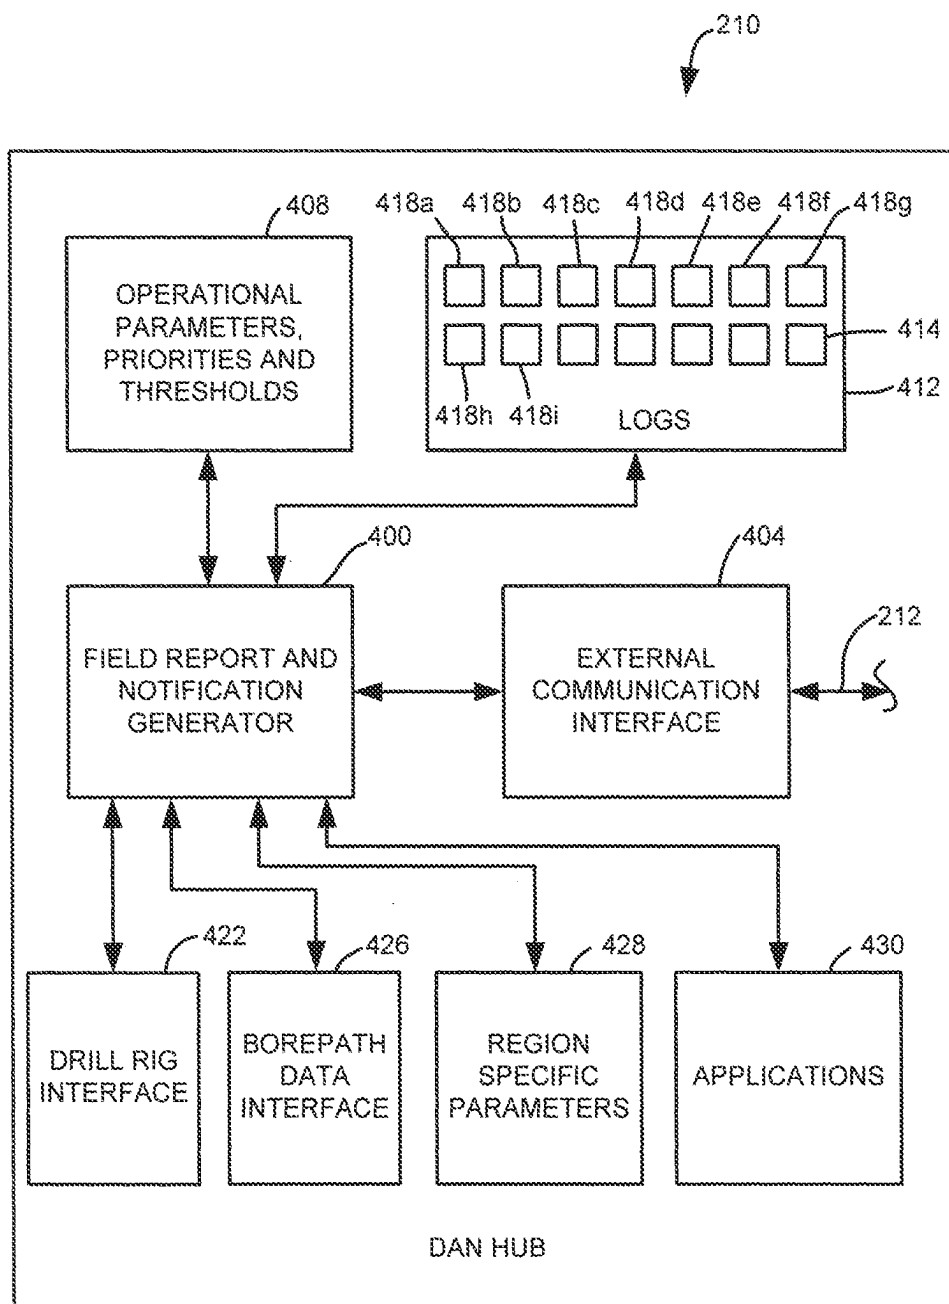 210
408
418a 418b 418c 418d 418e 418f 418g
OPERATIONAL
PARAMETERS,
PRIORITIES AND
THRESHOLDS
414
412
418h 418i
LOGS
400
404
FIELD REPORT AND
NOTIFICATION
GENERATOR
EXTERNAL
COMMUNICATION
INTERFACE
212
422
426
428
430
DRILL RIG
INTERFACE
BOREPATH
DATA
INTERFACE
REGION
SPECIFIC
PARAMETERS
APPLICATIONS
DAN HUB